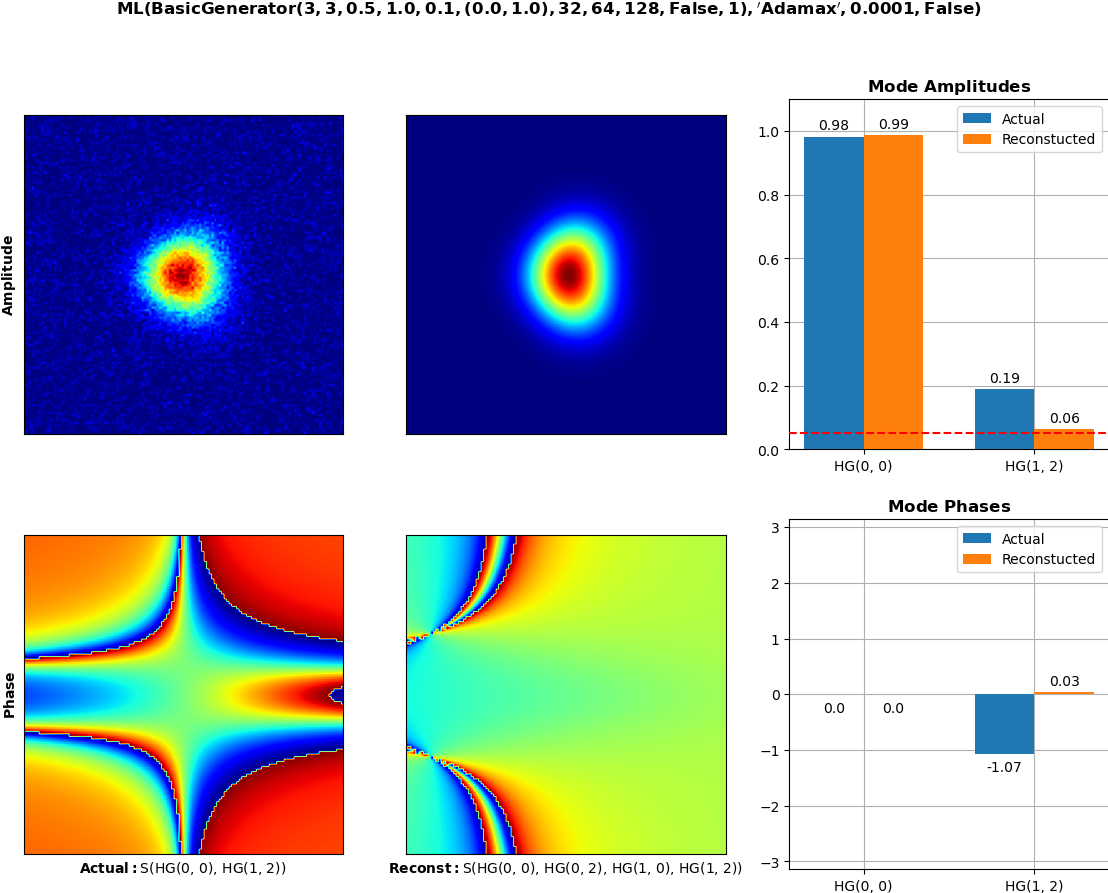 ML(BasicGenerator(3, 3, 0.5, 1.0, 0.1, (0.0, 1.0), 32, 64, 128, False, 1), ′Adamax′, 0.0001, False)
Amplitude
Mode Amplitudes
Actual
Reconstucted
0.98
0.99
0.19
0.06
1.0
0.8
0.6
0.4
0.2
0.0
HG(0, 0)
HG(1, 2)
Phase
Actual: S(HG(0, 0), HG(1, 2))
Reconst: S(HG(0, 0), HG(0, 2), HG(1, 0), HG(1, 2))
Mode Phases
Actual
Reconstucted
0.0
0.0
-1.07
0.03
3
2
1
0
−1
−2
−3
HG(0, 0)
HG(1, 2)